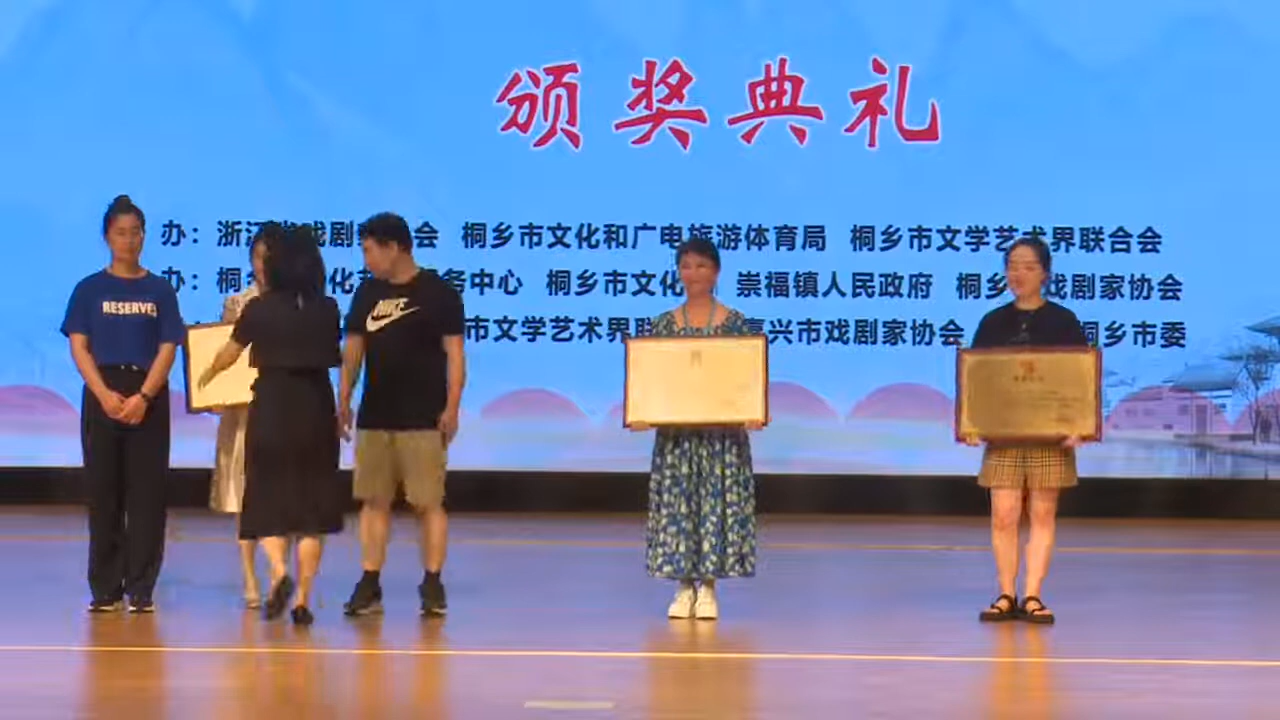 颁奖典礼
办：浙江省戏剧 会 桐乡市文化和广电旅游体育局 桐乡市文学艺术界联合会
办：桐 化艺 务中心 桐乡市文化 崇福镇人民政府 桐乡 戏剧家协会
市文学艺术界联 嘉兴市戏剧家协会 桐乡市委
RESERVE
NIKE